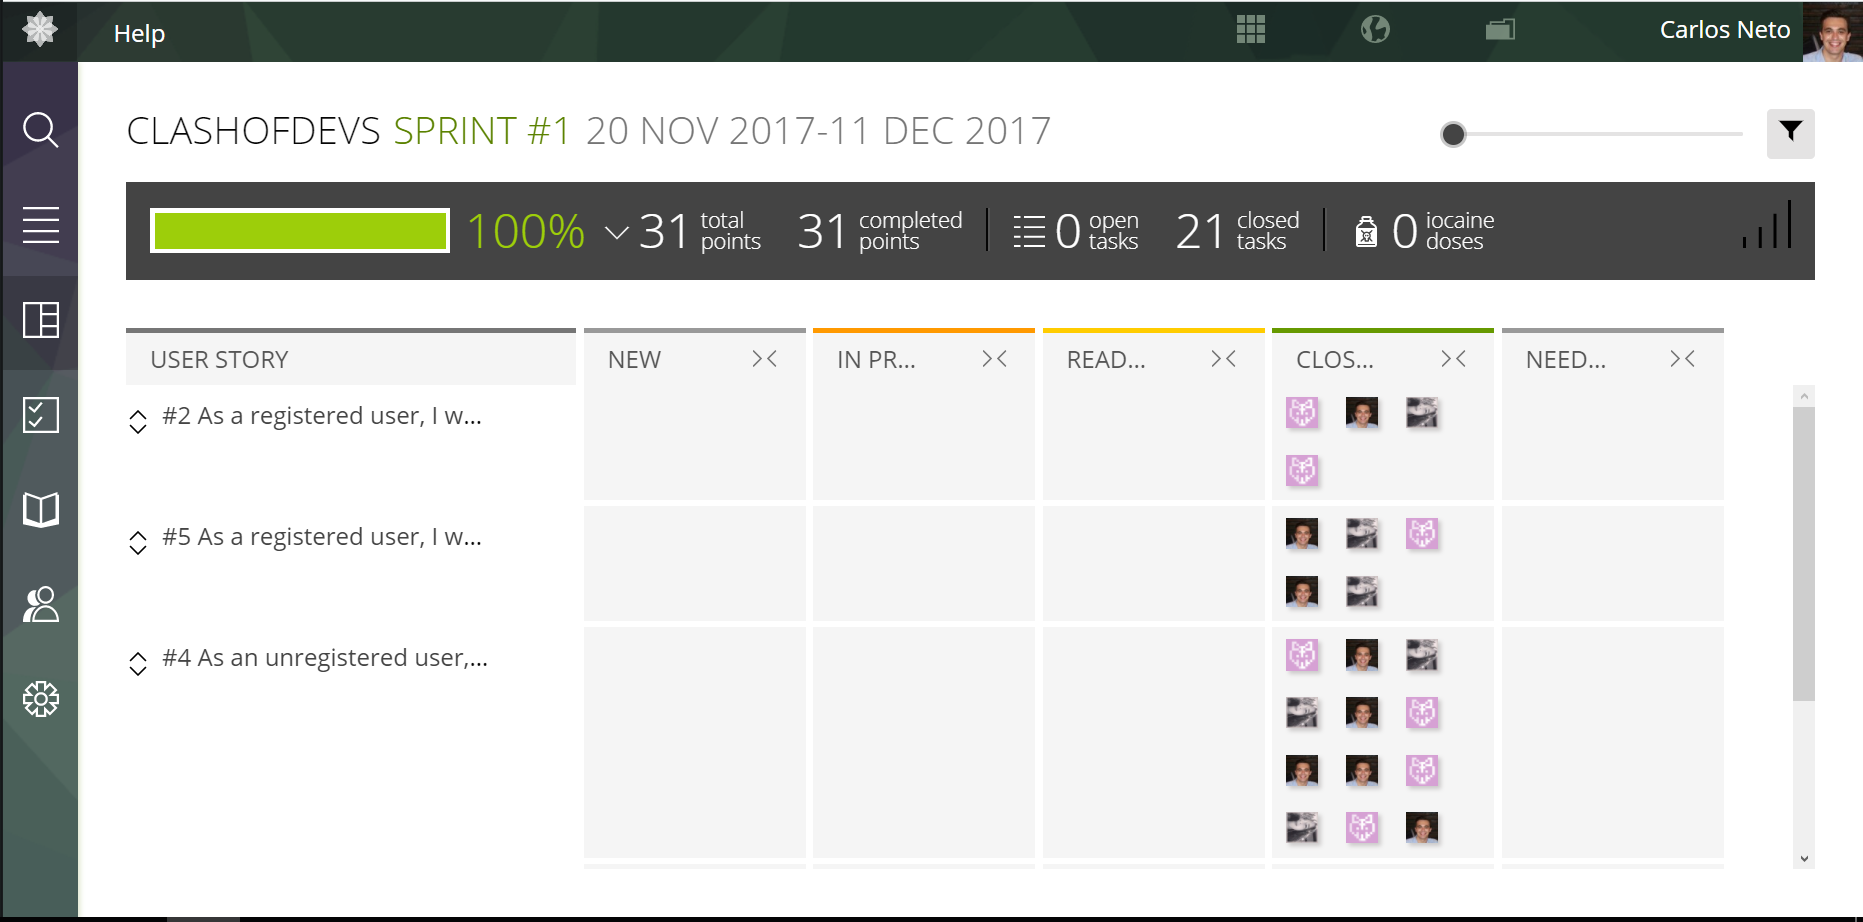 Help
Carlos Neto
CLASHOFDEVS SPRINT #1 20 NOV 2017-11 DEC 2017
100% 31 total points 31 completed points 0 open tasks 21 closed tasks 0 iocaine doses
USER STORY NEW IN PR... READ... CLOS... NEED...
#2 As a registered user, I w...
#5 As a registered user, I w...
#4 As an unregistered user,...